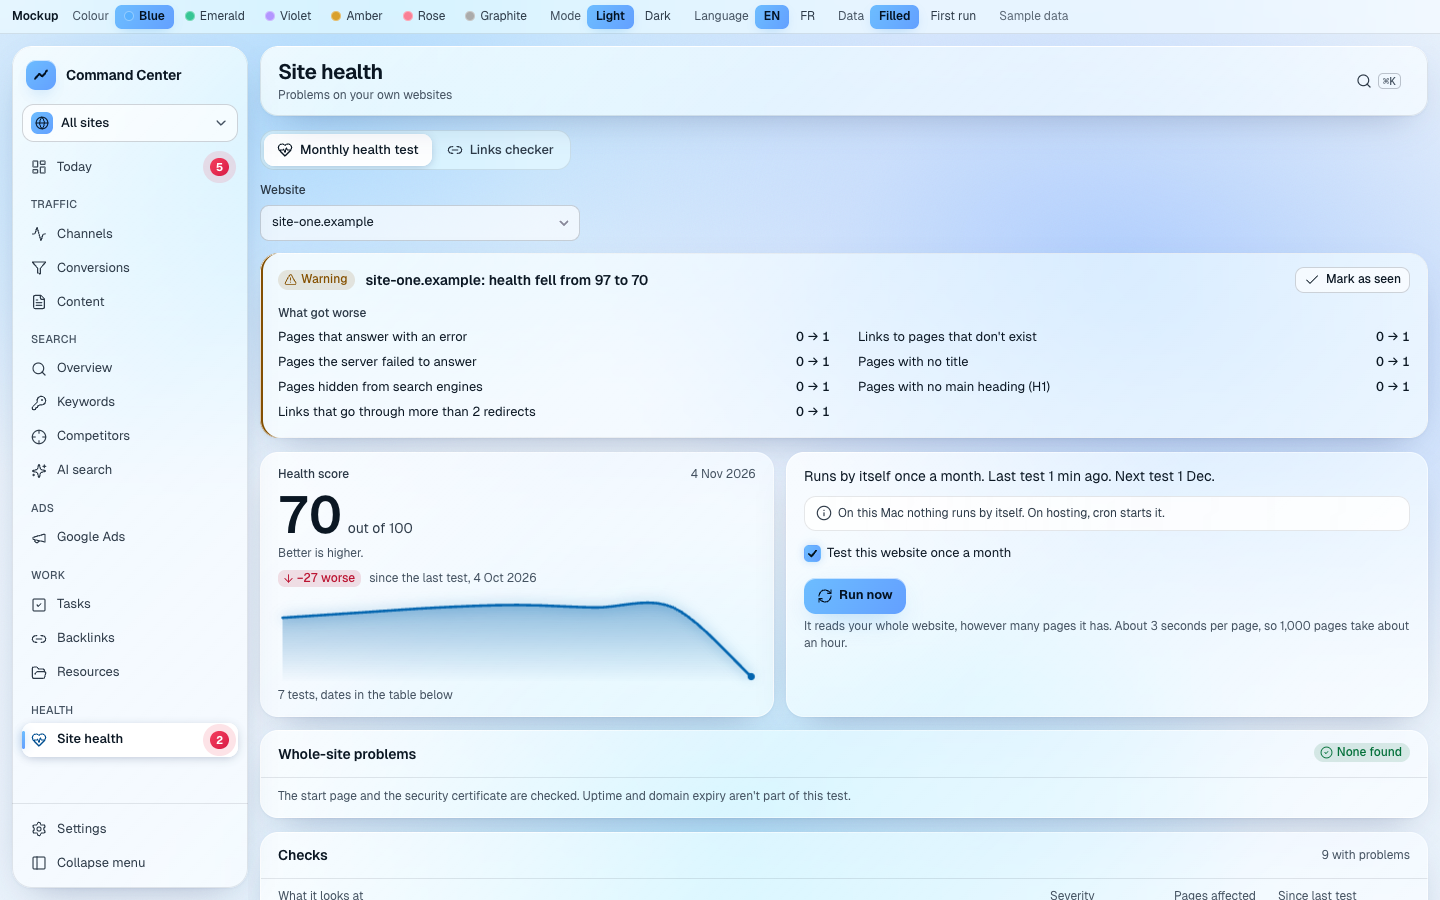 Mockup Colour Blue Emerald Violet Amber Rose Graphite Mode Light Dark Language EN FR Data Filled First run Sample data
Command Center
All sites
Today 5
TRAFFIC
Channels
Conversions
Content
SEARCH
Overview
Keywords
Competitors
AI search
ADS
Google Ads
WORK
Tasks
Backlinks
Resources
HEALTH
Site health 2
Settings
Collapse menu
Site health
Problems on your own websites
⌘K
Monthly health test Links checker
Website
site-one.example
Warning site-one.example: health fell from 97 to 70 Mark as seen
What got worse
Pages that answer with an error 0 → 1 Links to pages that don't exist 0 → 1
Pages the server failed to answer 0 → 1 Pages with no title 0 → 1
Pages hidden from search engines 0 → 1 Pages with no main heading (H1) 0 → 1
Links that go through more than 2 redirects 0 → 1
Health score 4 Nov 2026
70 out of 100
Better is higher.
↓ −27 worse since the last test, 4 Oct 2026
7 tests, dates in the table below
Runs by itself once a month. Last test 1 min ago. Next test 1 Dec.
On this Mac nothing runs by itself. On hosting, cron starts it.
Test this website once a month
Run now
It reads your whole website, however many pages it has. About 3 seconds per page, so 1,000 pages take about
an hour.
Whole-site problems None found
The start page and the security certificate are checked. Uptime and domain expiry aren't part of this test.
Checks 9 with problems
What it looks at Severity Pages affected Since last test